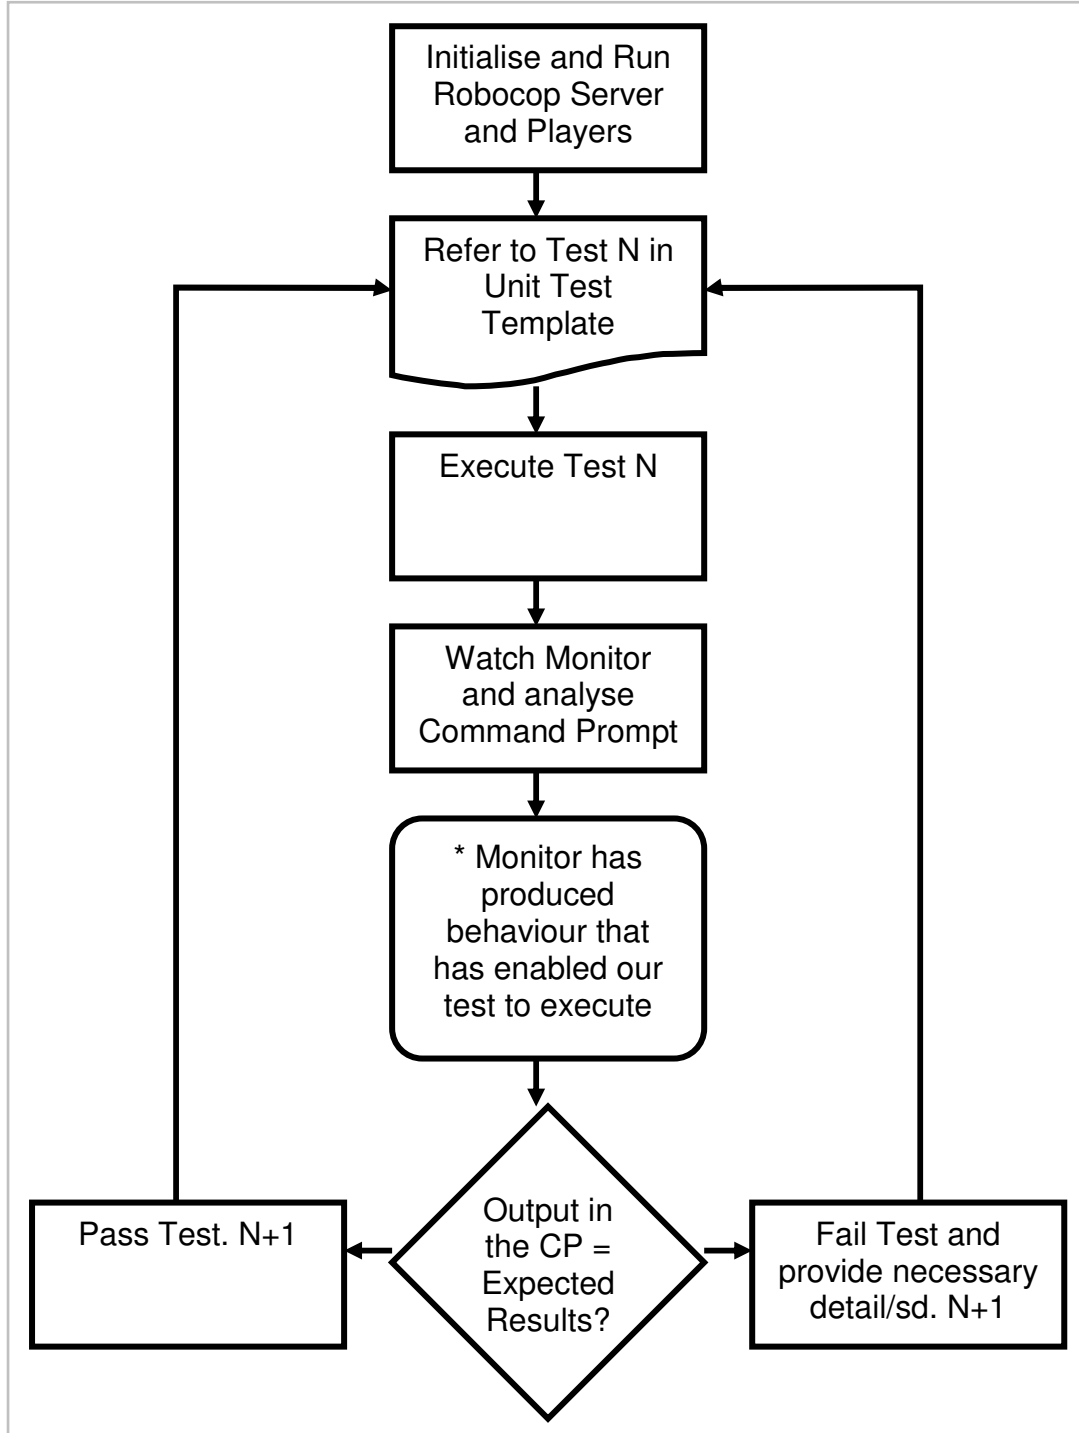 Initialise and Run
Robocop Server
and Players
Refer to Test N in
Unit Test
Template
Execute Test N
Watch Monitor
and analyse
Command Prompt
* Monitor has
produced
behaviour that
has enabled our
test to execute
Output in
the CP =
Expected
Results?
Pass Test. N+1
Fail Test and
provide necessary
detail/sd. N+1